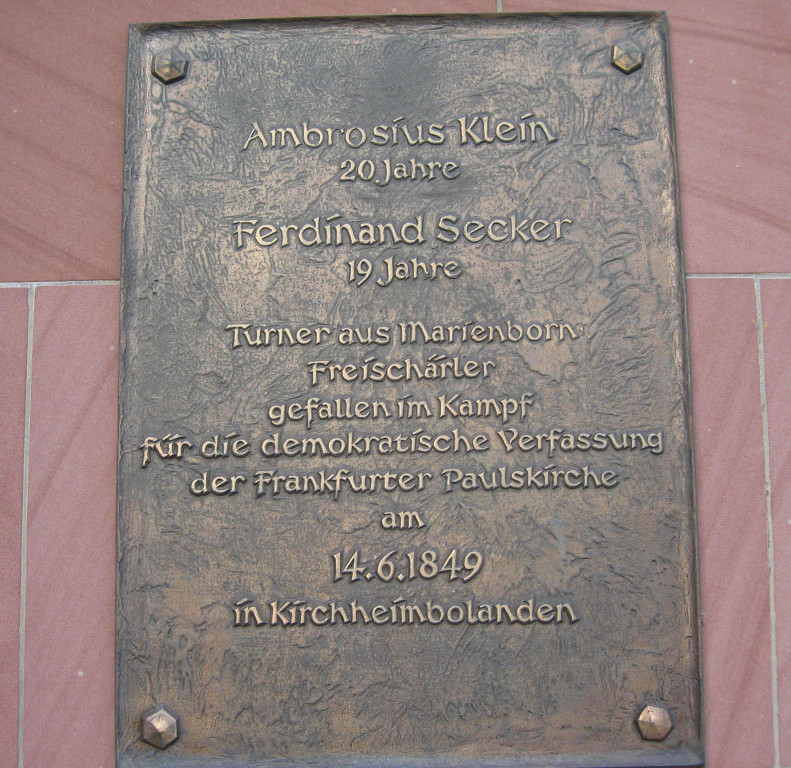 Ambrosius Klein
20 Jahre
Ferdinand Secker
19 Jahre
Turner aus Marienborn
Freischärler
gefallen im Kampf
für die demokratische Verfassung
der Frankfurter Paulskirche
am
14.6.1849
in Kirchheimbolanden